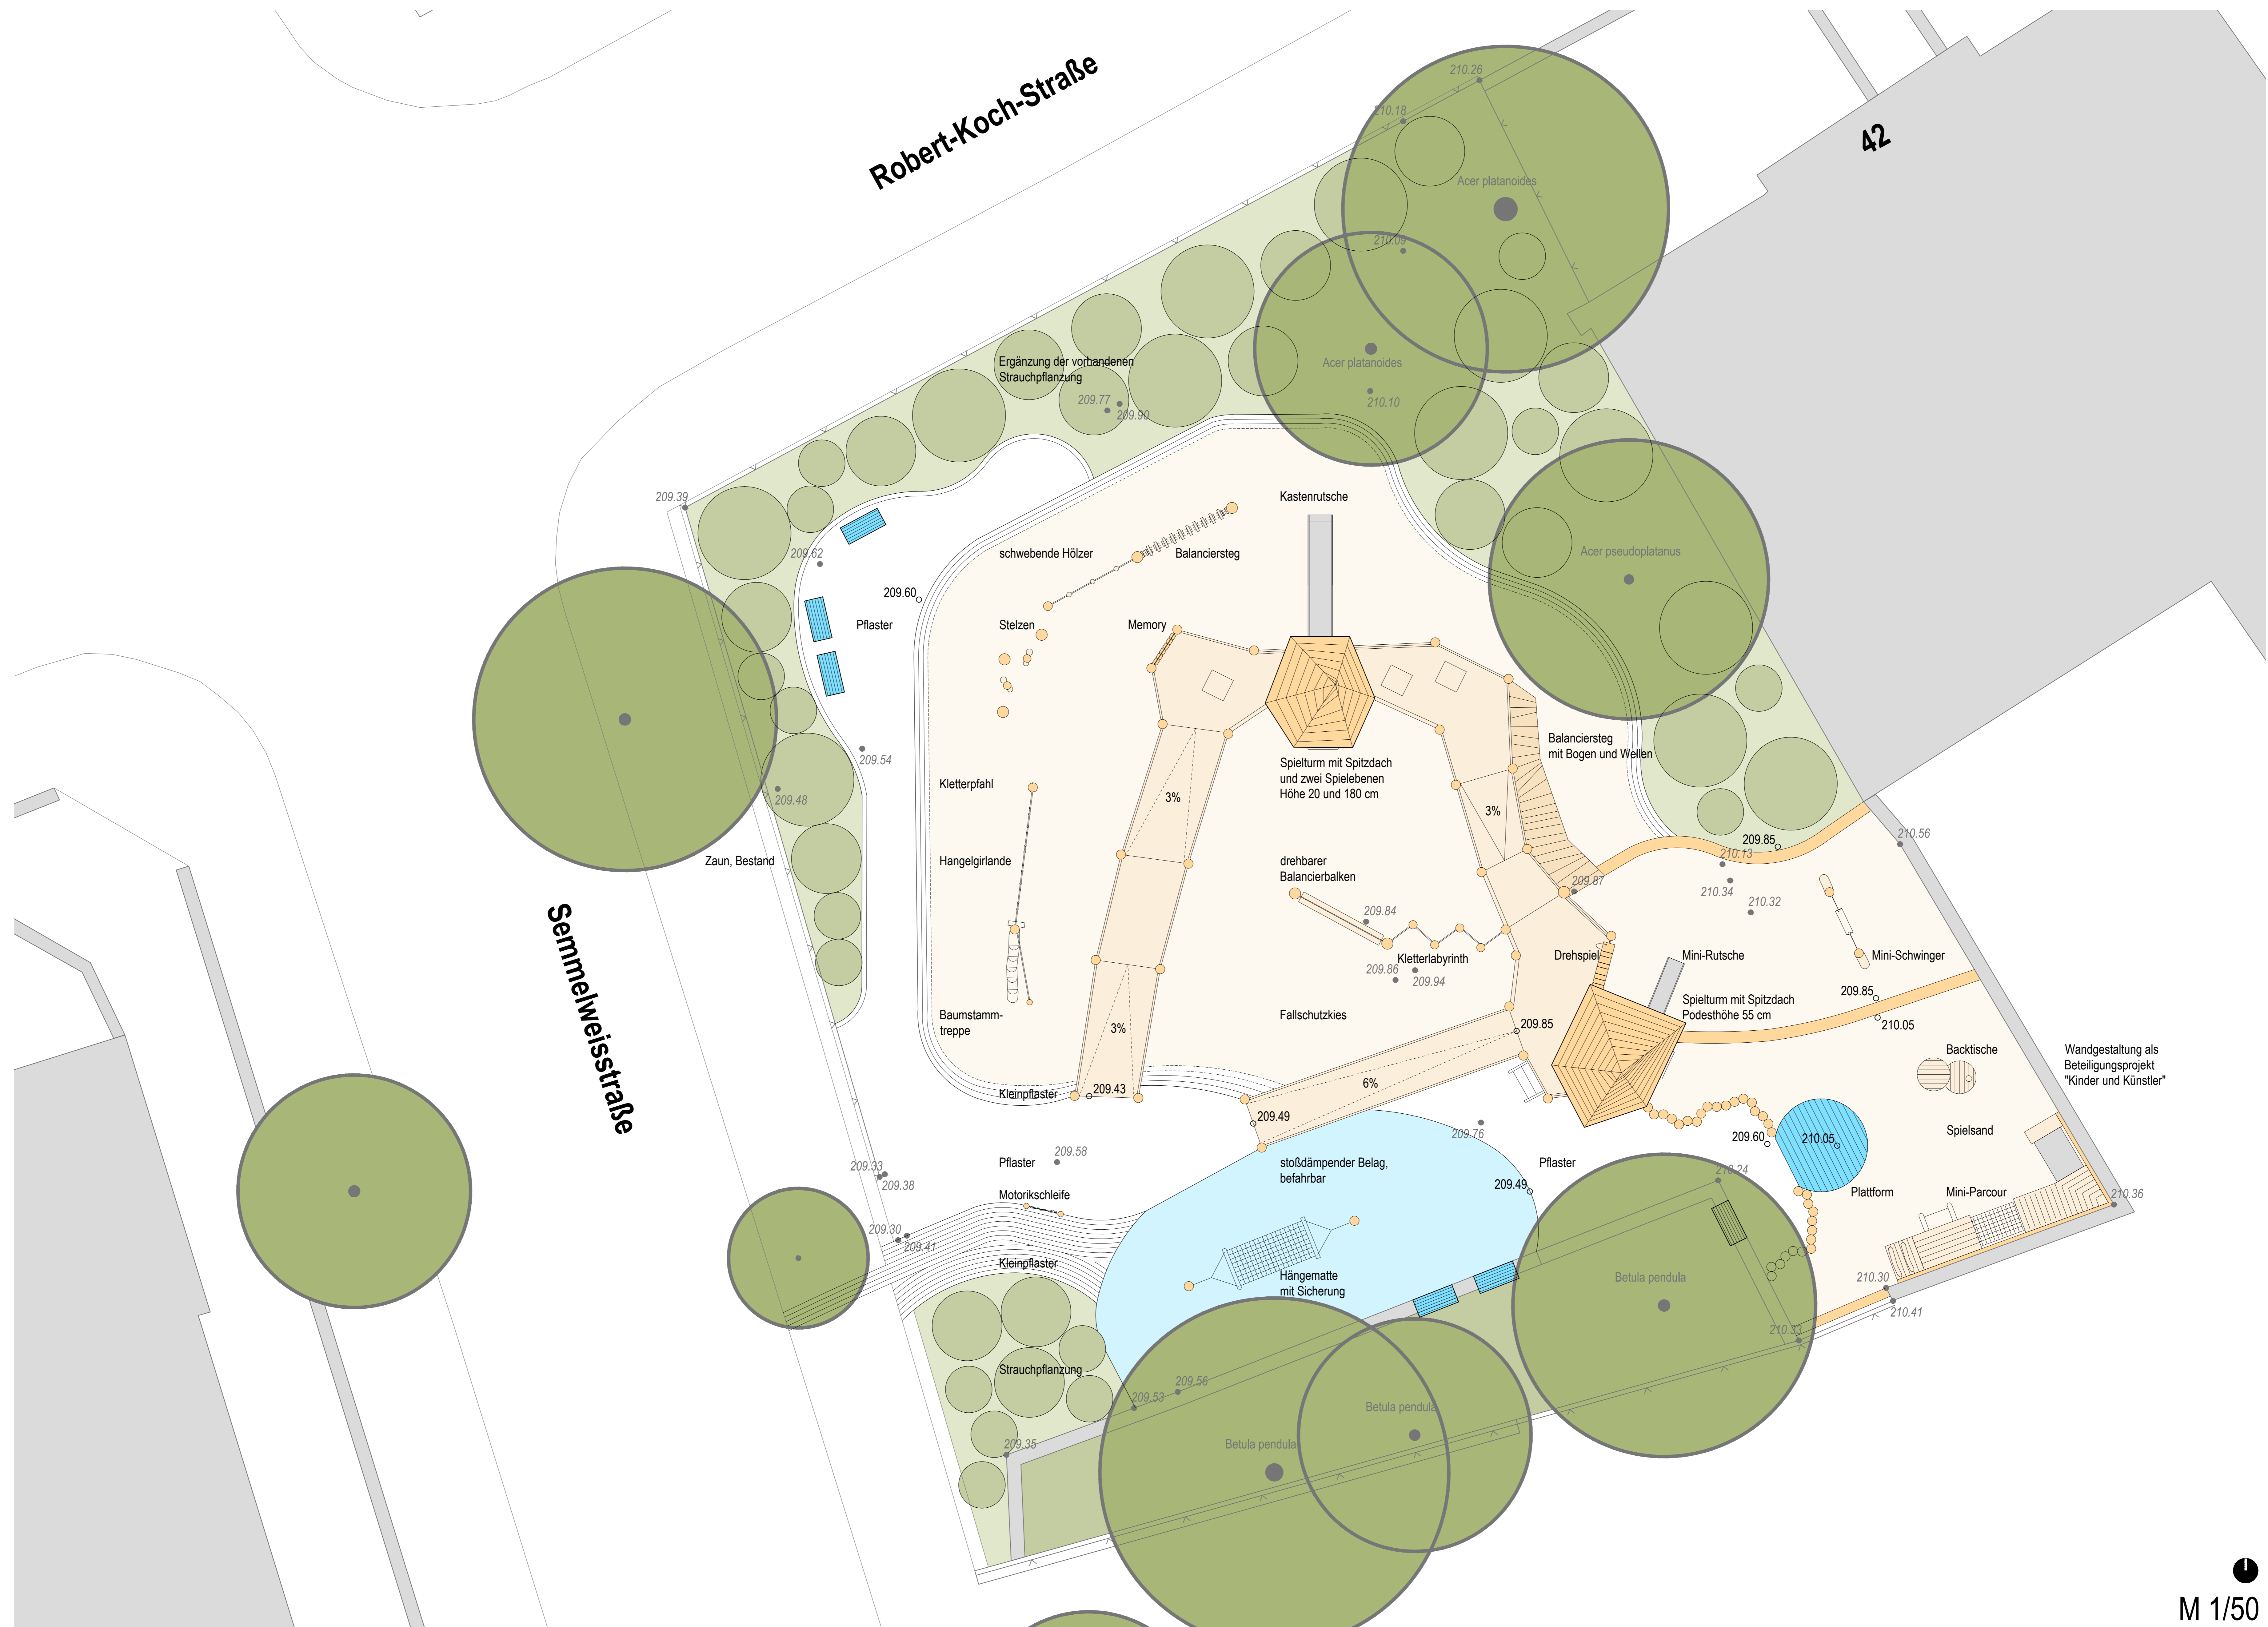 Robert-Koch-Straße
42
210.26
210.18
Acer platanoides
210.09
Acer platanoides
210.10
Ergänzung der vorhandenen
Strauchpflanzung
209.77
209.90
209.39
Kastenrutsche
209.62
schwebende Hölzer
Balanciersteg
Acer pseudoplatanus
209.60
Pflaster
Stelzen
Memory
209.54
209.48
Balanciersteg
mit Bogen und Wellen
Spielturm mit Spitzdach
und zwei Spielebenen
Höhe 20 und 180 cm
Kletterpfahl
3%
3%
Zaun, Bestand
Hangelgirlande
drehbarer
Balancierbalken
209.85
210.56
210.13
209.87
210.34
210.32
209.84
Semmelweisstraße
Kletterlabyrinth
209.86
209.94
Drehspiel
Mini-Rutsche
Mini-Schwinger
209.85
210.05
Spielturm mit Spitzdach
Podesthöhe 55 cm
Baumstamm-
treppe
Fallschutzkies
3%
209.85
Backtische
Wandgestaltung als
Beteiligungsprojekt
"Kinder und Künstler"
Kleinpflaster
209.43
6%
209.49
209.76
209.60
210.05
Spielsand
209.58
Pflaster
209.33
209.38
stoßdämpender Belag,
befahrbar
Pflaster
209.49
210.24
Motorikschleife
Plattform
Mini-Parcour
210.36
209.30
209.41
Kleinpflaster
Hängematte
mit Sicherung
Betula pendula
210.30
210.41
210.33
Strauchpflanzung
209.56
209.53
Betula pendula
209.35
Betula pendula
M 1/50